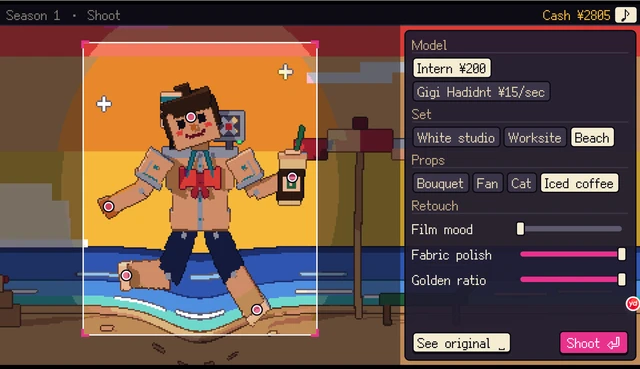 Season 1 · Shoot
Cash ¥2805
Model
Intern ¥200
Gigi Hadidnt ¥15/sec
Set
White studio Worksite Beach
Props
Bouquet Fan Cat Iced coffee
Retouch
Film mood
Fabric polish
Golden ratio
yd
See original ⎵ Shoot ⏎